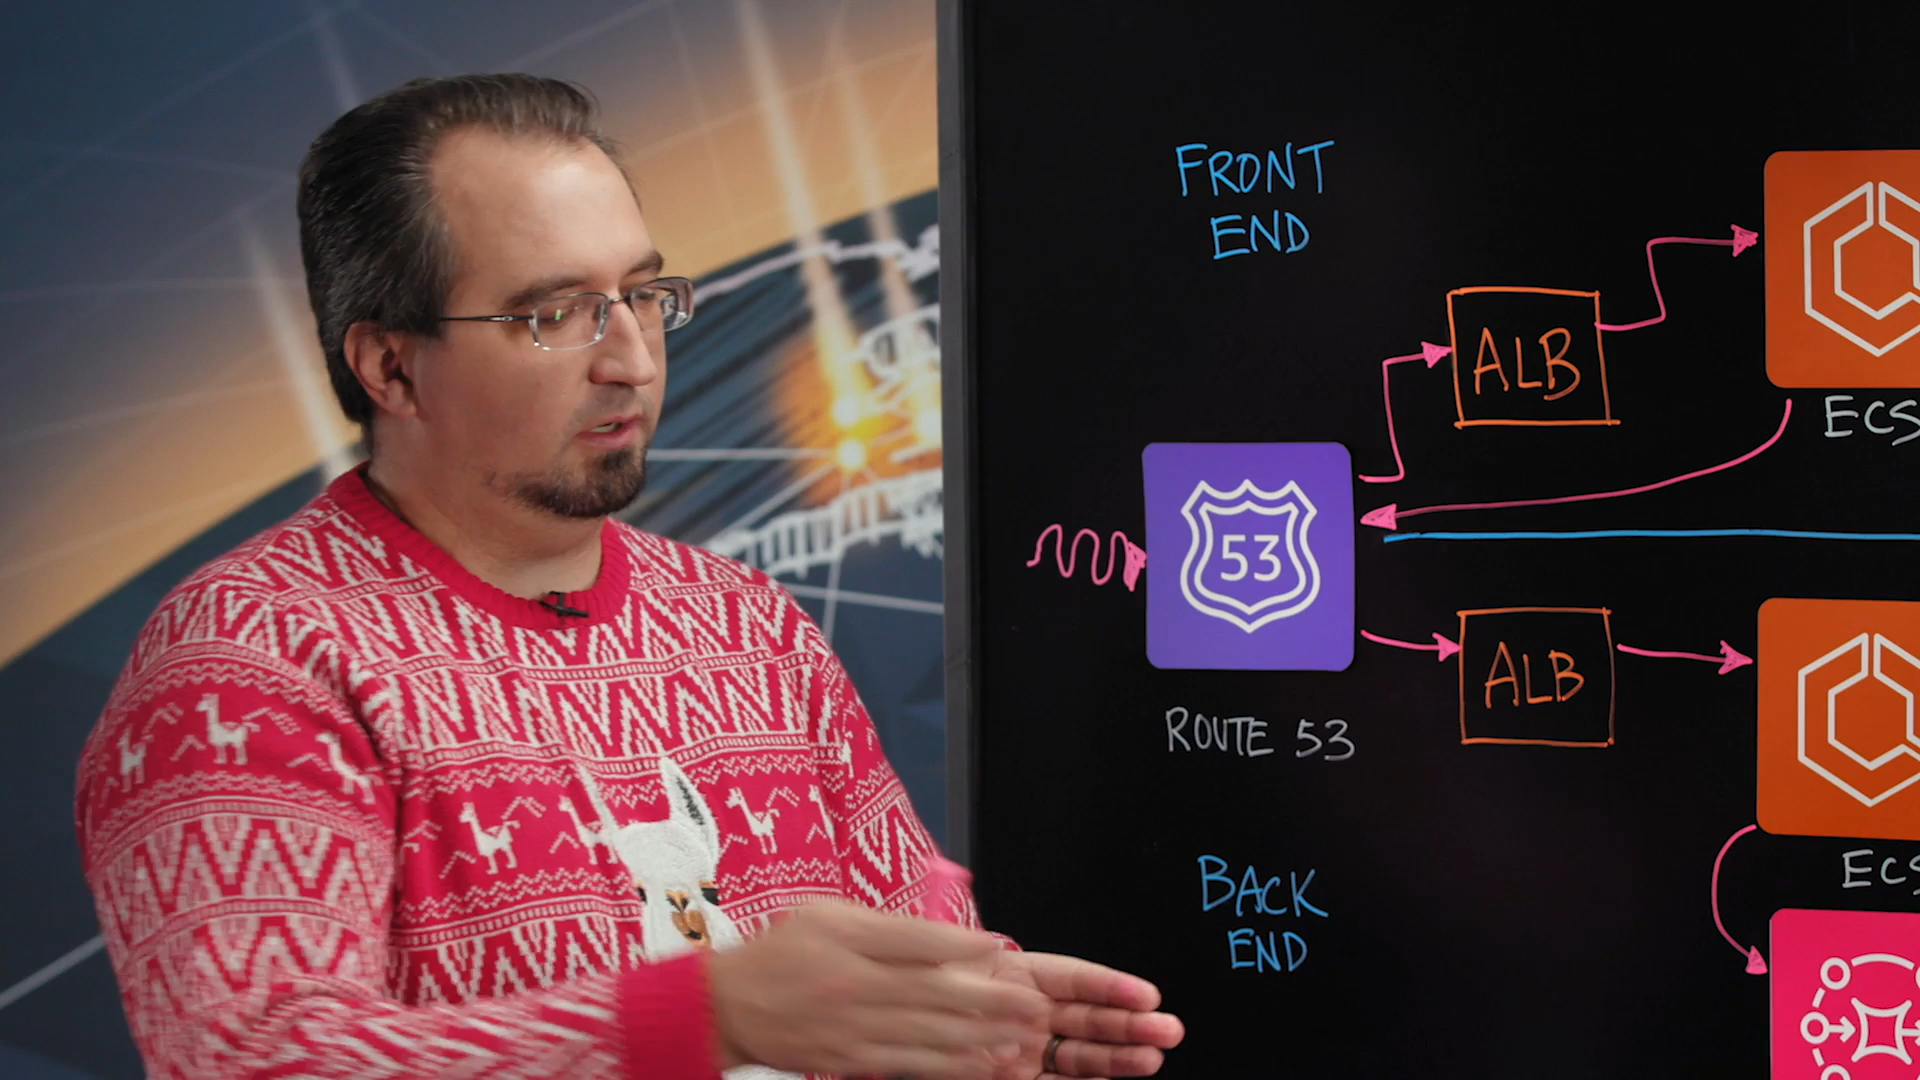 FRONT
END
ALB
ECS
53
ALB
ROUTE 53
ECS
BACK
END